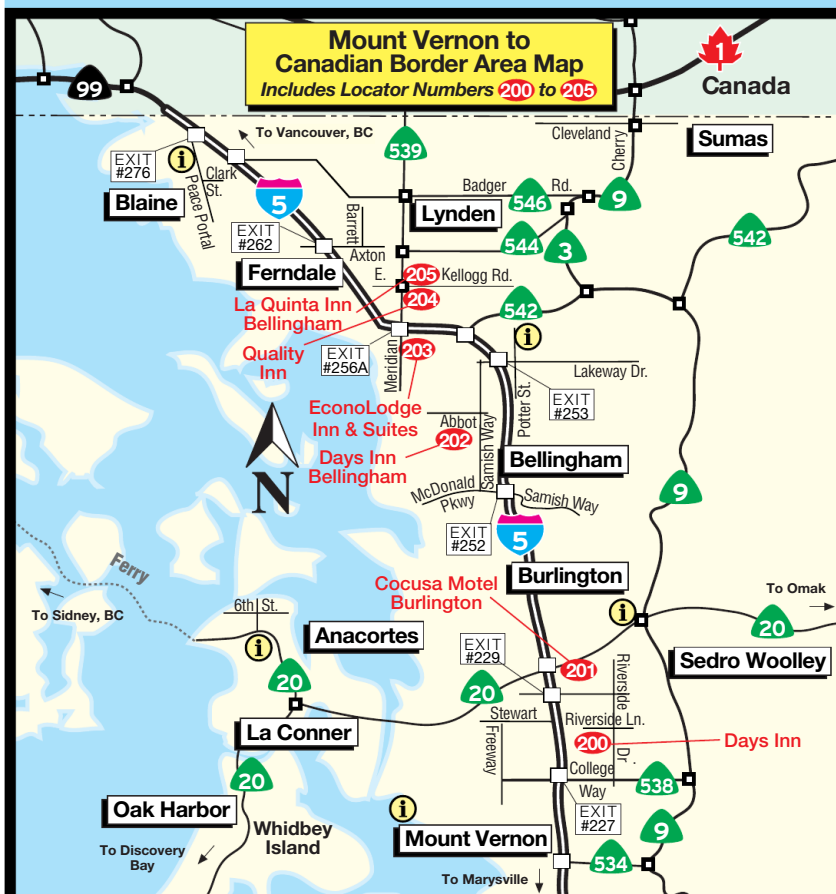 Mount Vernon to
Canadian Border Area Map
Includes Locator Numbers 200 to 205
1
Canada
99
To Vancouver, BC
539
Cleveland
Cherry
Sumas
EXIT
#276
i
Clark
St.
Peace Portal
Blaine
5
Badger Rd.
546
9
Lynden
Barrett
EXIT
#262
Axton
544
3
542
Ferndale
E. Kellogg Rd.
205
204
La Quinta Inn
Bellingham
542
Quality
Inn
EXIT
#256A
Meridian
203
i
Lakeway Dr.
Potter St.
EXIT
#253
EconoLodge
Inn & Suites
Abbot
202
Samish Way
Days Inn
Bellingham
N
Bellingham
McDonald
Pkwy
Samish Way
9
EXIT
#252
5
Ferry
Burlington
Cocusa Motel
Burlington
To Omak
To Sidney, BC
6th St.
i
Anacortes
i
20
EXIT
#229
201
Sedro Woolley
20
20
Riverside
Dr.
Stewart
Riverside Ln.
La Conner
Freeway
200
Days Inn
20
College
Way
538
Oak Harbor
i
EXIT
#227
Whidbey
Island
Mount Vernon
9
To Discovery
Bay
534
To Marysville